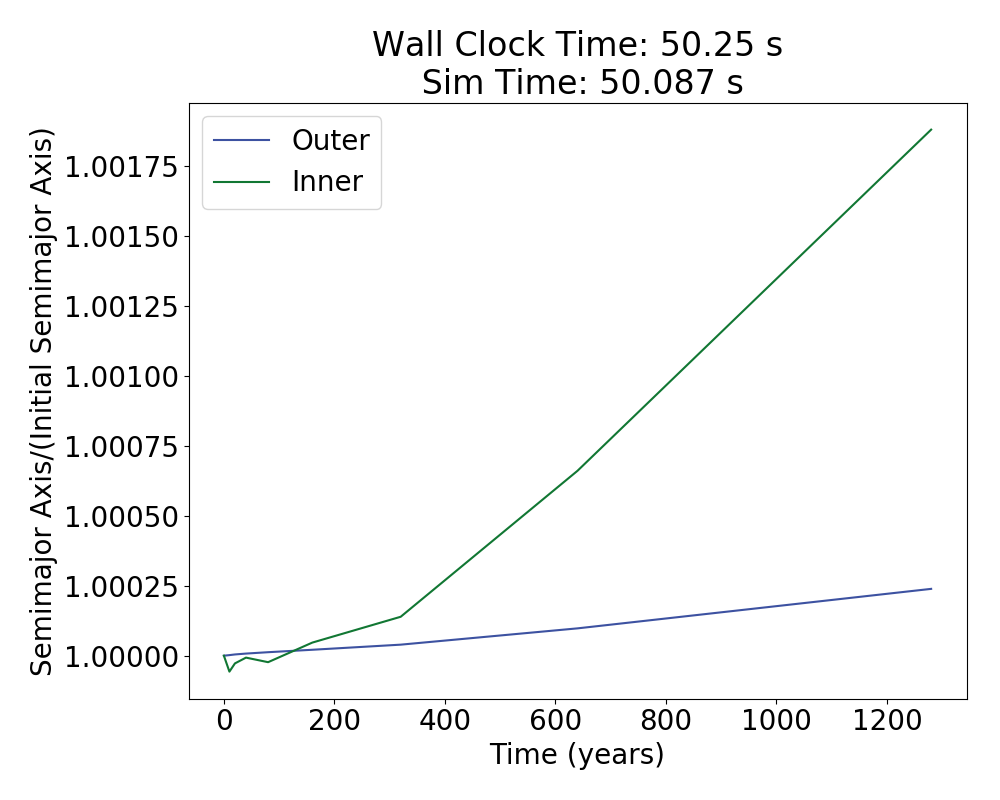 Wall Clock Time: 50.25 s
Sim Time: 50.087 s
Outer
Inner
Semimajor Axis/(Initial Semimajor Axis)
1.00175
1.00150
1.00125
1.00100
1.00075
1.00050
1.00025
1.00000
0 200 400 600 800 1000 1200
Time (years)